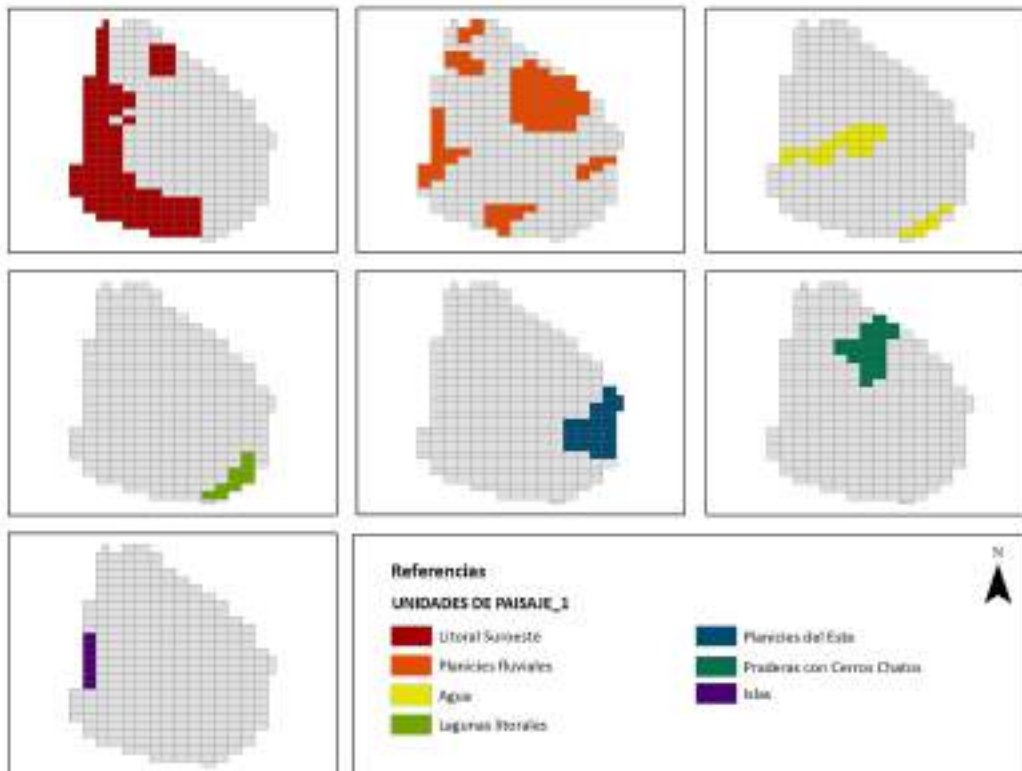 N
Referencias
UNIDADES DE PAISAJE_1
Litoral Suroeste
Planicies fluviales
Agua
Lagunas litorales
Planicies del Este
Praderas con Cerros Chatos
Islas